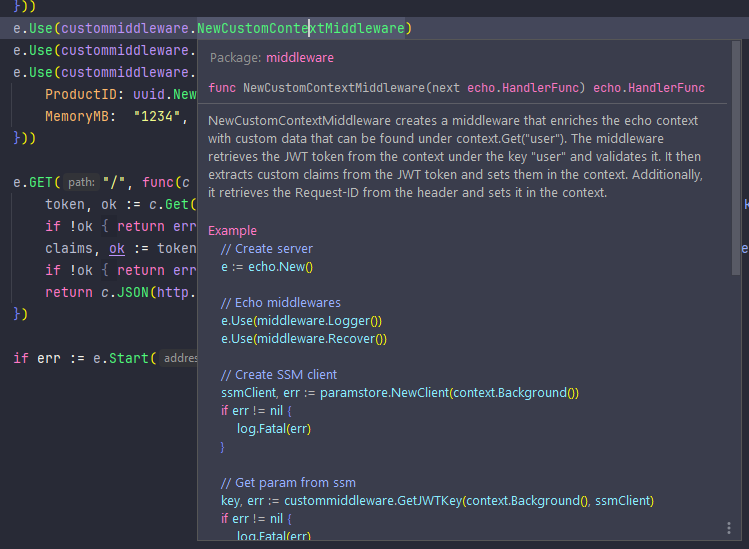 }))
e.Use(custommiddleware.NewCustomContextMiddleware)
e.Use(custommiddleware.
e.Use(custommiddleware.
ProductID: uuid.New
MemoryMB: "1234",
}))
e.GET( path: "/", func(c
token, ok := c.Get(
if !ok { return err
claims, ok := token
if !ok { return err
return c.JSON(http.
})
if err := e.Start( addres
Package: middleware
func NewCustomContextMiddleware(next echo.HandlerFunc) echo.HandlerFunc
NewCustomContextMiddleware creates a middleware that enriches the echo context
with custom data that can be found under context.Get("user"). The middleware
retrieves the JWT token from the context under the key "user" and validates it. It then
extracts custom claims from the JWT token and sets them in the context. Additionally,
it retrieves the Request-ID from the header and sets it in the context.
Example
// Create server
e := echo.New()
// Echo middlewares
e.Use(middleware.Logger())
e.Use(middleware.Recover())
// Create SSM client
ssmClient, err := paramstore.NewClient(context.Background())
if err != nil {
log.Fatal(err)
}
// Get param from ssm
key, err := custommiddleware.GetJWTKey(context.Background(), ssmClient)
if err != nil {
log.Fatal(err)